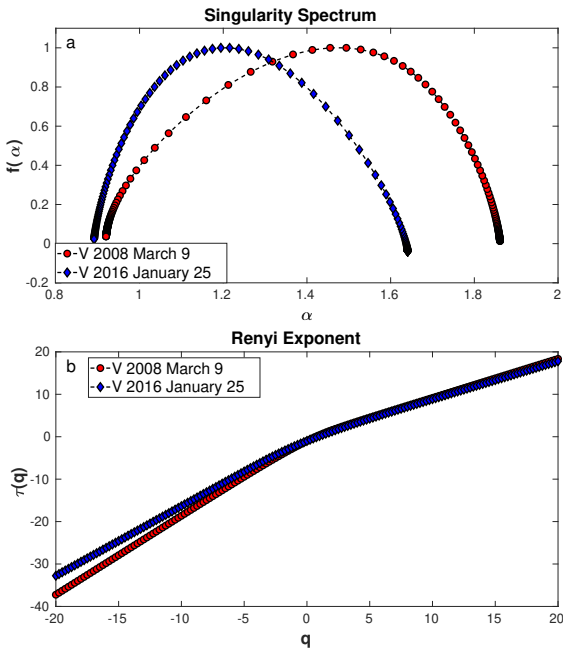 Singularity Spectrum
a
f( α)
1
0.8
0.6
0.4
0.2
0
-0.2
V 2008 March 9
V 2016 January 25
0.8 1 1.2 1.4 1.6 1.8 2
α
Renyi Exponent
b
τ(q)
20
10
0
-10
-20
-30
-40
V 2008 March 9
V 2016 January 25
-20 -15 -10 -5 0 5 10 15 20
q